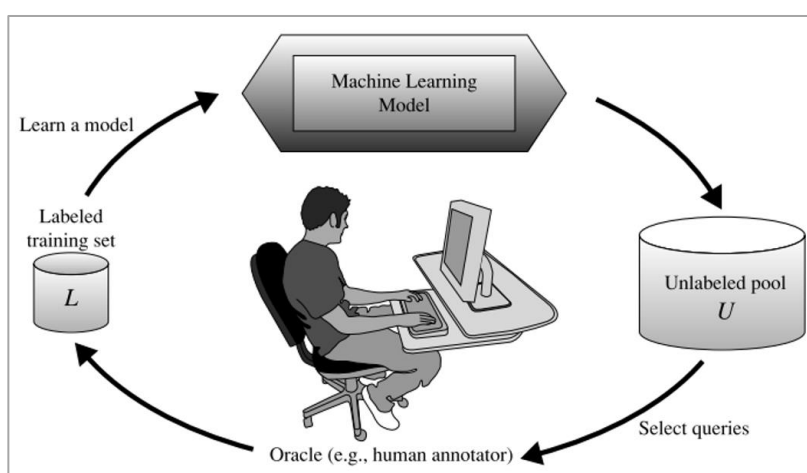 Machine Learning
Model
Learn a model
Labeled
training set
L
Unlabeled pool
U
Select queries
Oracle (e.g., human annotator)